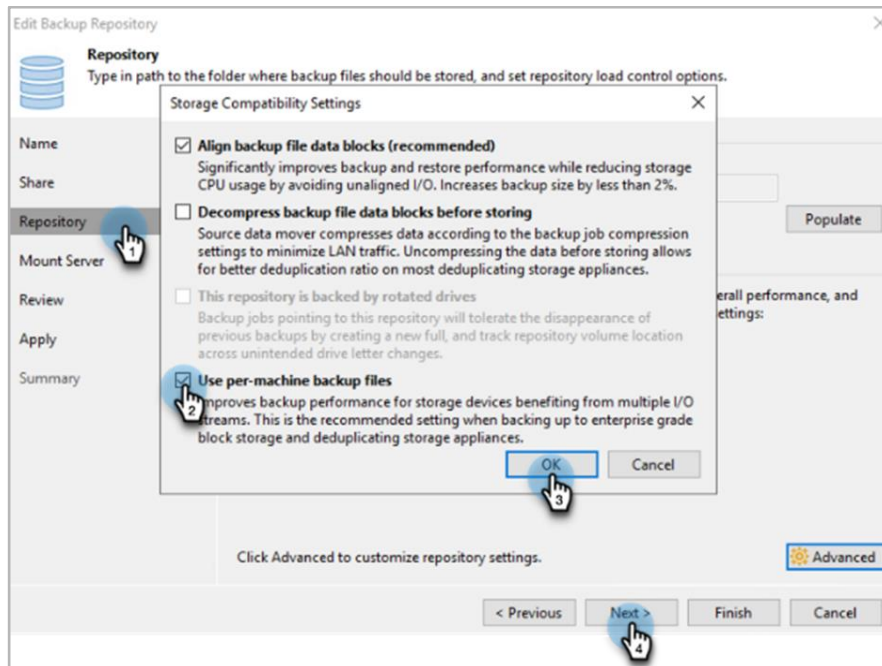 Edit Backup Repository
Repository
Type in path to the folder where backup files should be stored, and set repository load control options.
Name
Share
Repository
Mount Server
Review
Apply
Summary
Storage Compatibility Settings
Align backup file data blocks (recommended)
Significantly improves backup and restore performance while reducing storage
CPU usage by avoiding unaligned I/O. Increases backup size by less than 2%.
Decompress backup file data blocks before storing
Source data mover compresses data according to the backup job compression
settings to minimize LAN traffic. Uncompressing the data before storing allows
for better deduplication ratio on most deduplicating storage appliances.
This repository is backed by rotated drives
Backup jobs pointing to this repository will tolerate the disappearance of
previous backups by creating a new full, and track repository volume location
across unintended drive letter changes.
Use per-machine backup files
mproves backup performance for storage devices benefiting from multiple I/O
streams. This is the recommended setting when backing up to enterprise grade
block storage and deduplicating storage appliances.
OK
Cancel
1
2
3
Populate
erall performance, and
ettings:
Click Advanced to customize repository settings.
Advanced
< Previous
Next >
Finish
Cancel
4